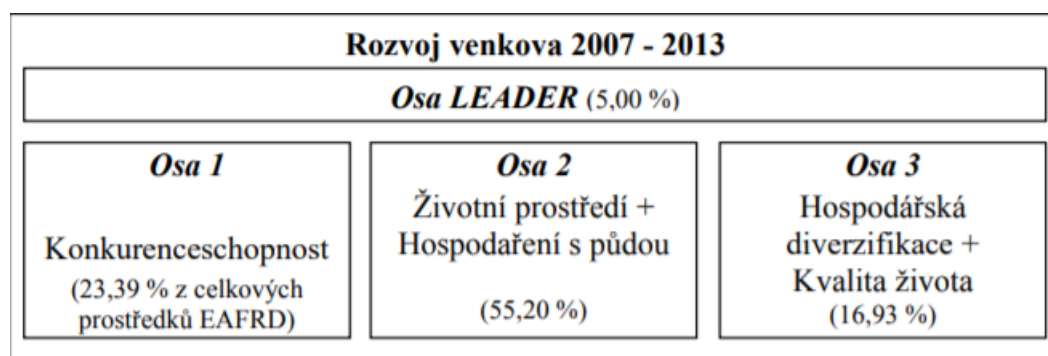 Rozvoj venkova 2007 - 2013
Osa LEADER (5,00 %)
Osa 1
Konkurenceschopnost
(23,39 % z celkových
prostředků EAFRD)
Osa 2
Životní prostředí +
Hospodaření s půdou
(55,20 %)
Osa 3
Hospodářská
diverzifikace +
Kvalita života
(16,93 %)